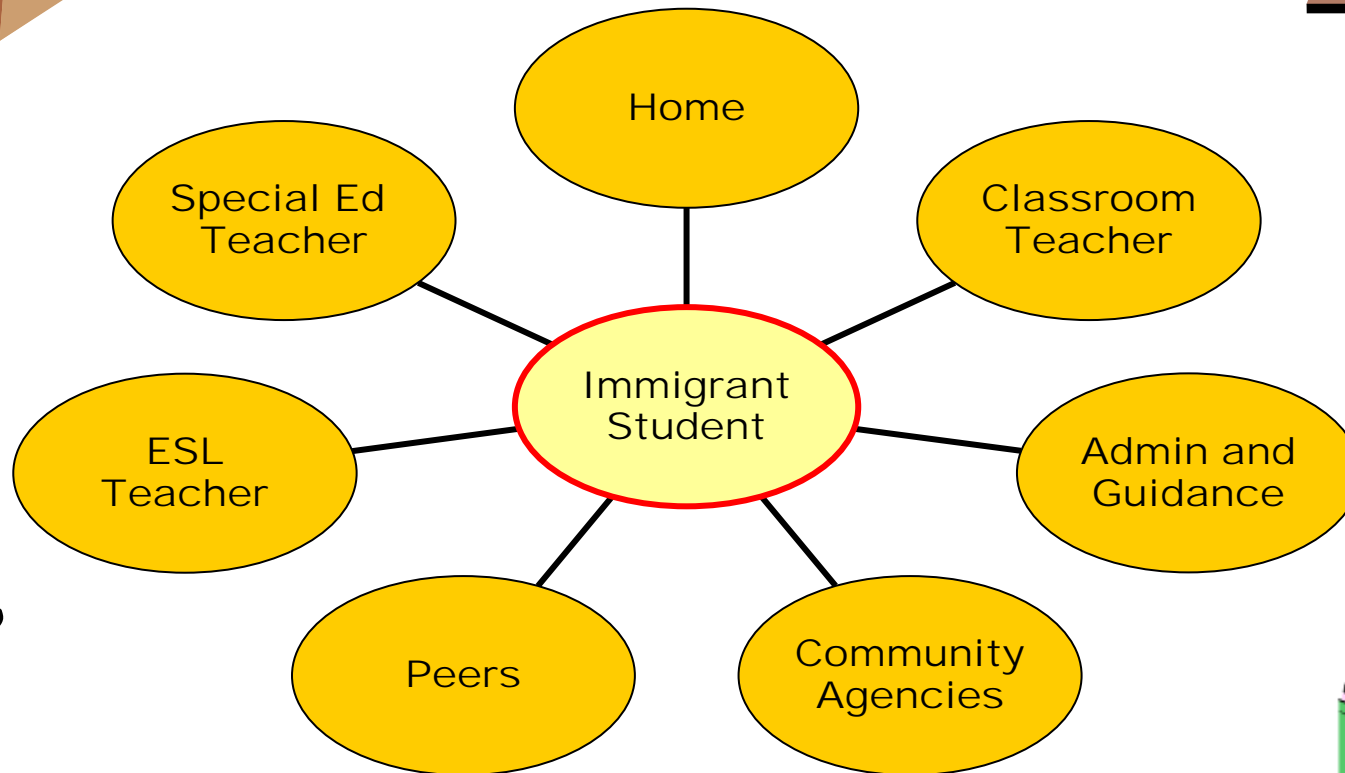 Home
Special Ed
Teacher
Classroom
Teacher
Immigrant
Student
ESL
Teacher
Admin and
Guidance
Peers
Community
Agencies